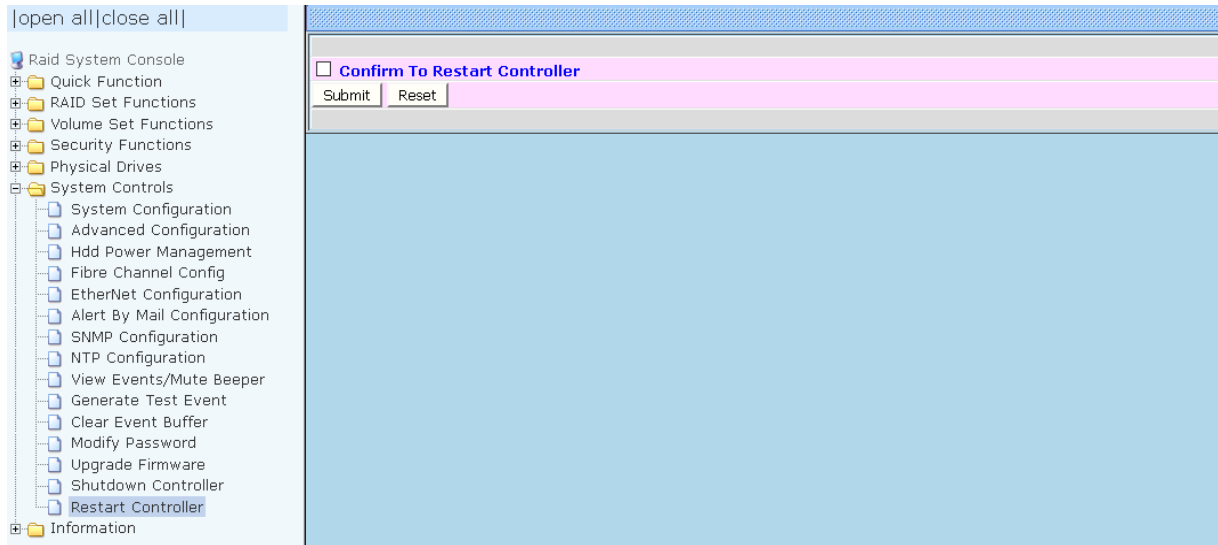 |open all|close all|
Raid System Console
Quick Function
RAID Set Functions
Volume Set Functions
Security Functions
Physical Drives
System Controls
System Configuration
Advanced Configuration
Hdd Power Management
Fibre Channel Config
EtherNet Configuration
Alert By Mail Configuration
SNMP Configuration
NTP Configuration
View Events/Mute Beeper
Generate Test Event
Clear Event Buffer
Modify Password
Upgrade Firmware
Shutdown Controller
Restart Controller
Information
Confirm To Restart Controller
Submit Reset